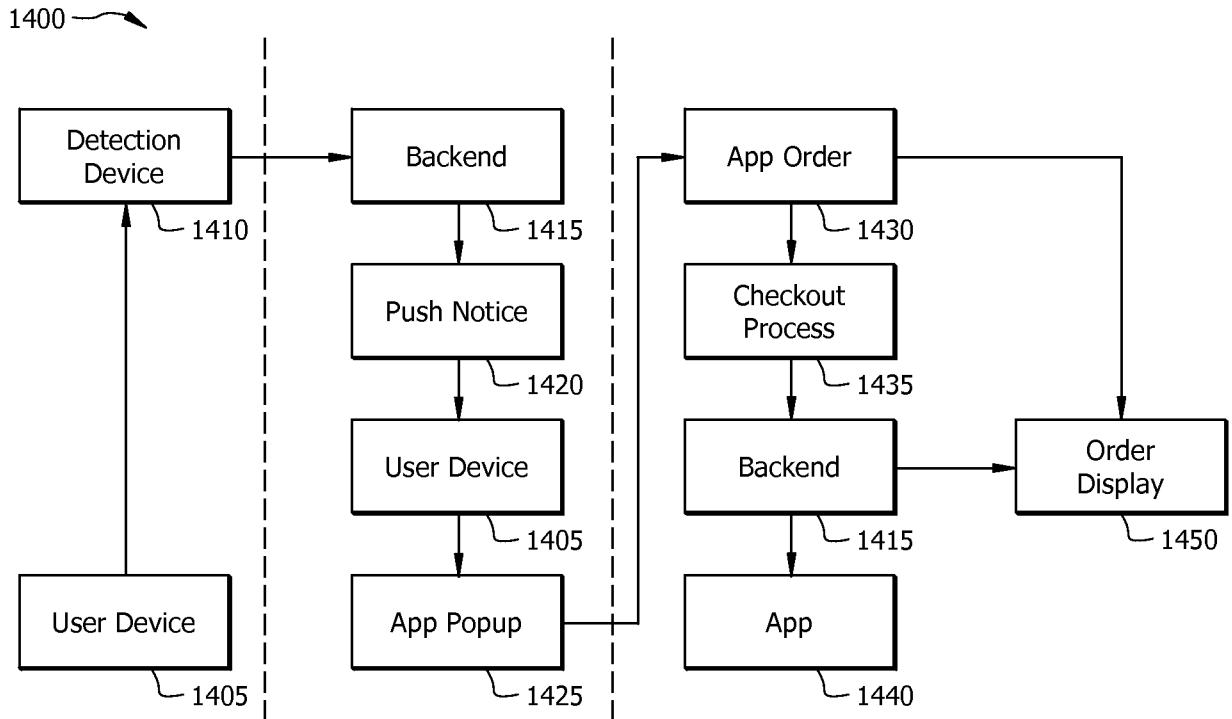 1400
Detection
Device
1410
User Device
1405
Backend
1415
Push Notice
1420
User Device
1405
App Popup
1425
App Order
1430
Checkout
Process
1435
Backend
1415
App
1440
Order
Display
1450